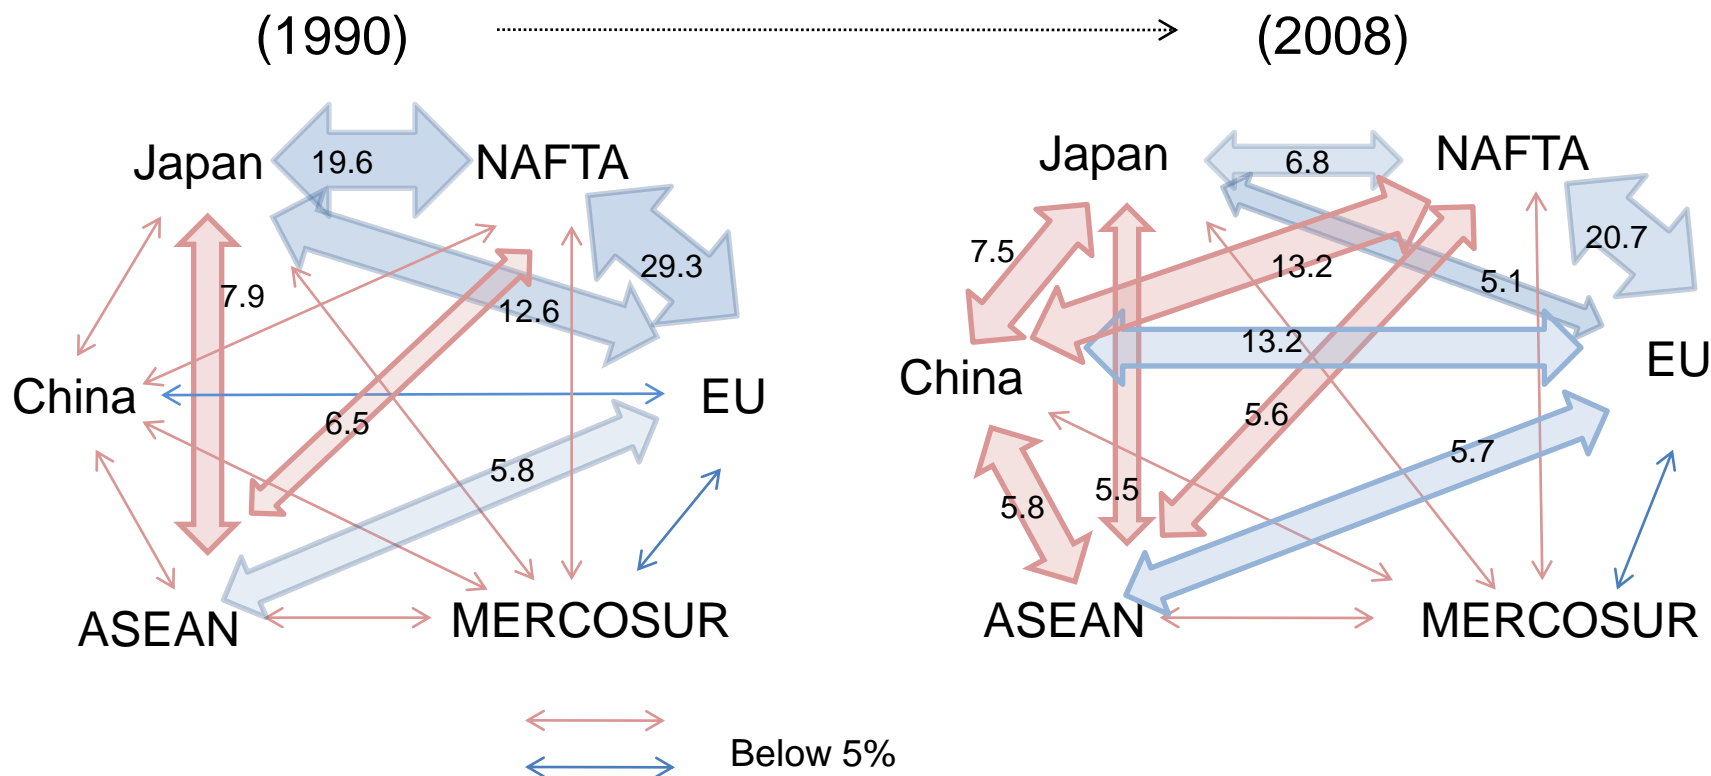 (1990)
(2008)
Japan
19.6
NAFTA
29.3
7.9
12.6
China
6.5
EU
5.8
ASEAN
MERCOSUR
Japan
6.8
NAFTA
7.5
13.2
20.7
5.1
13.2
China
EU
5.6
5.7
5.8
5.5
ASEAN
MERCOSUR
Below 5%